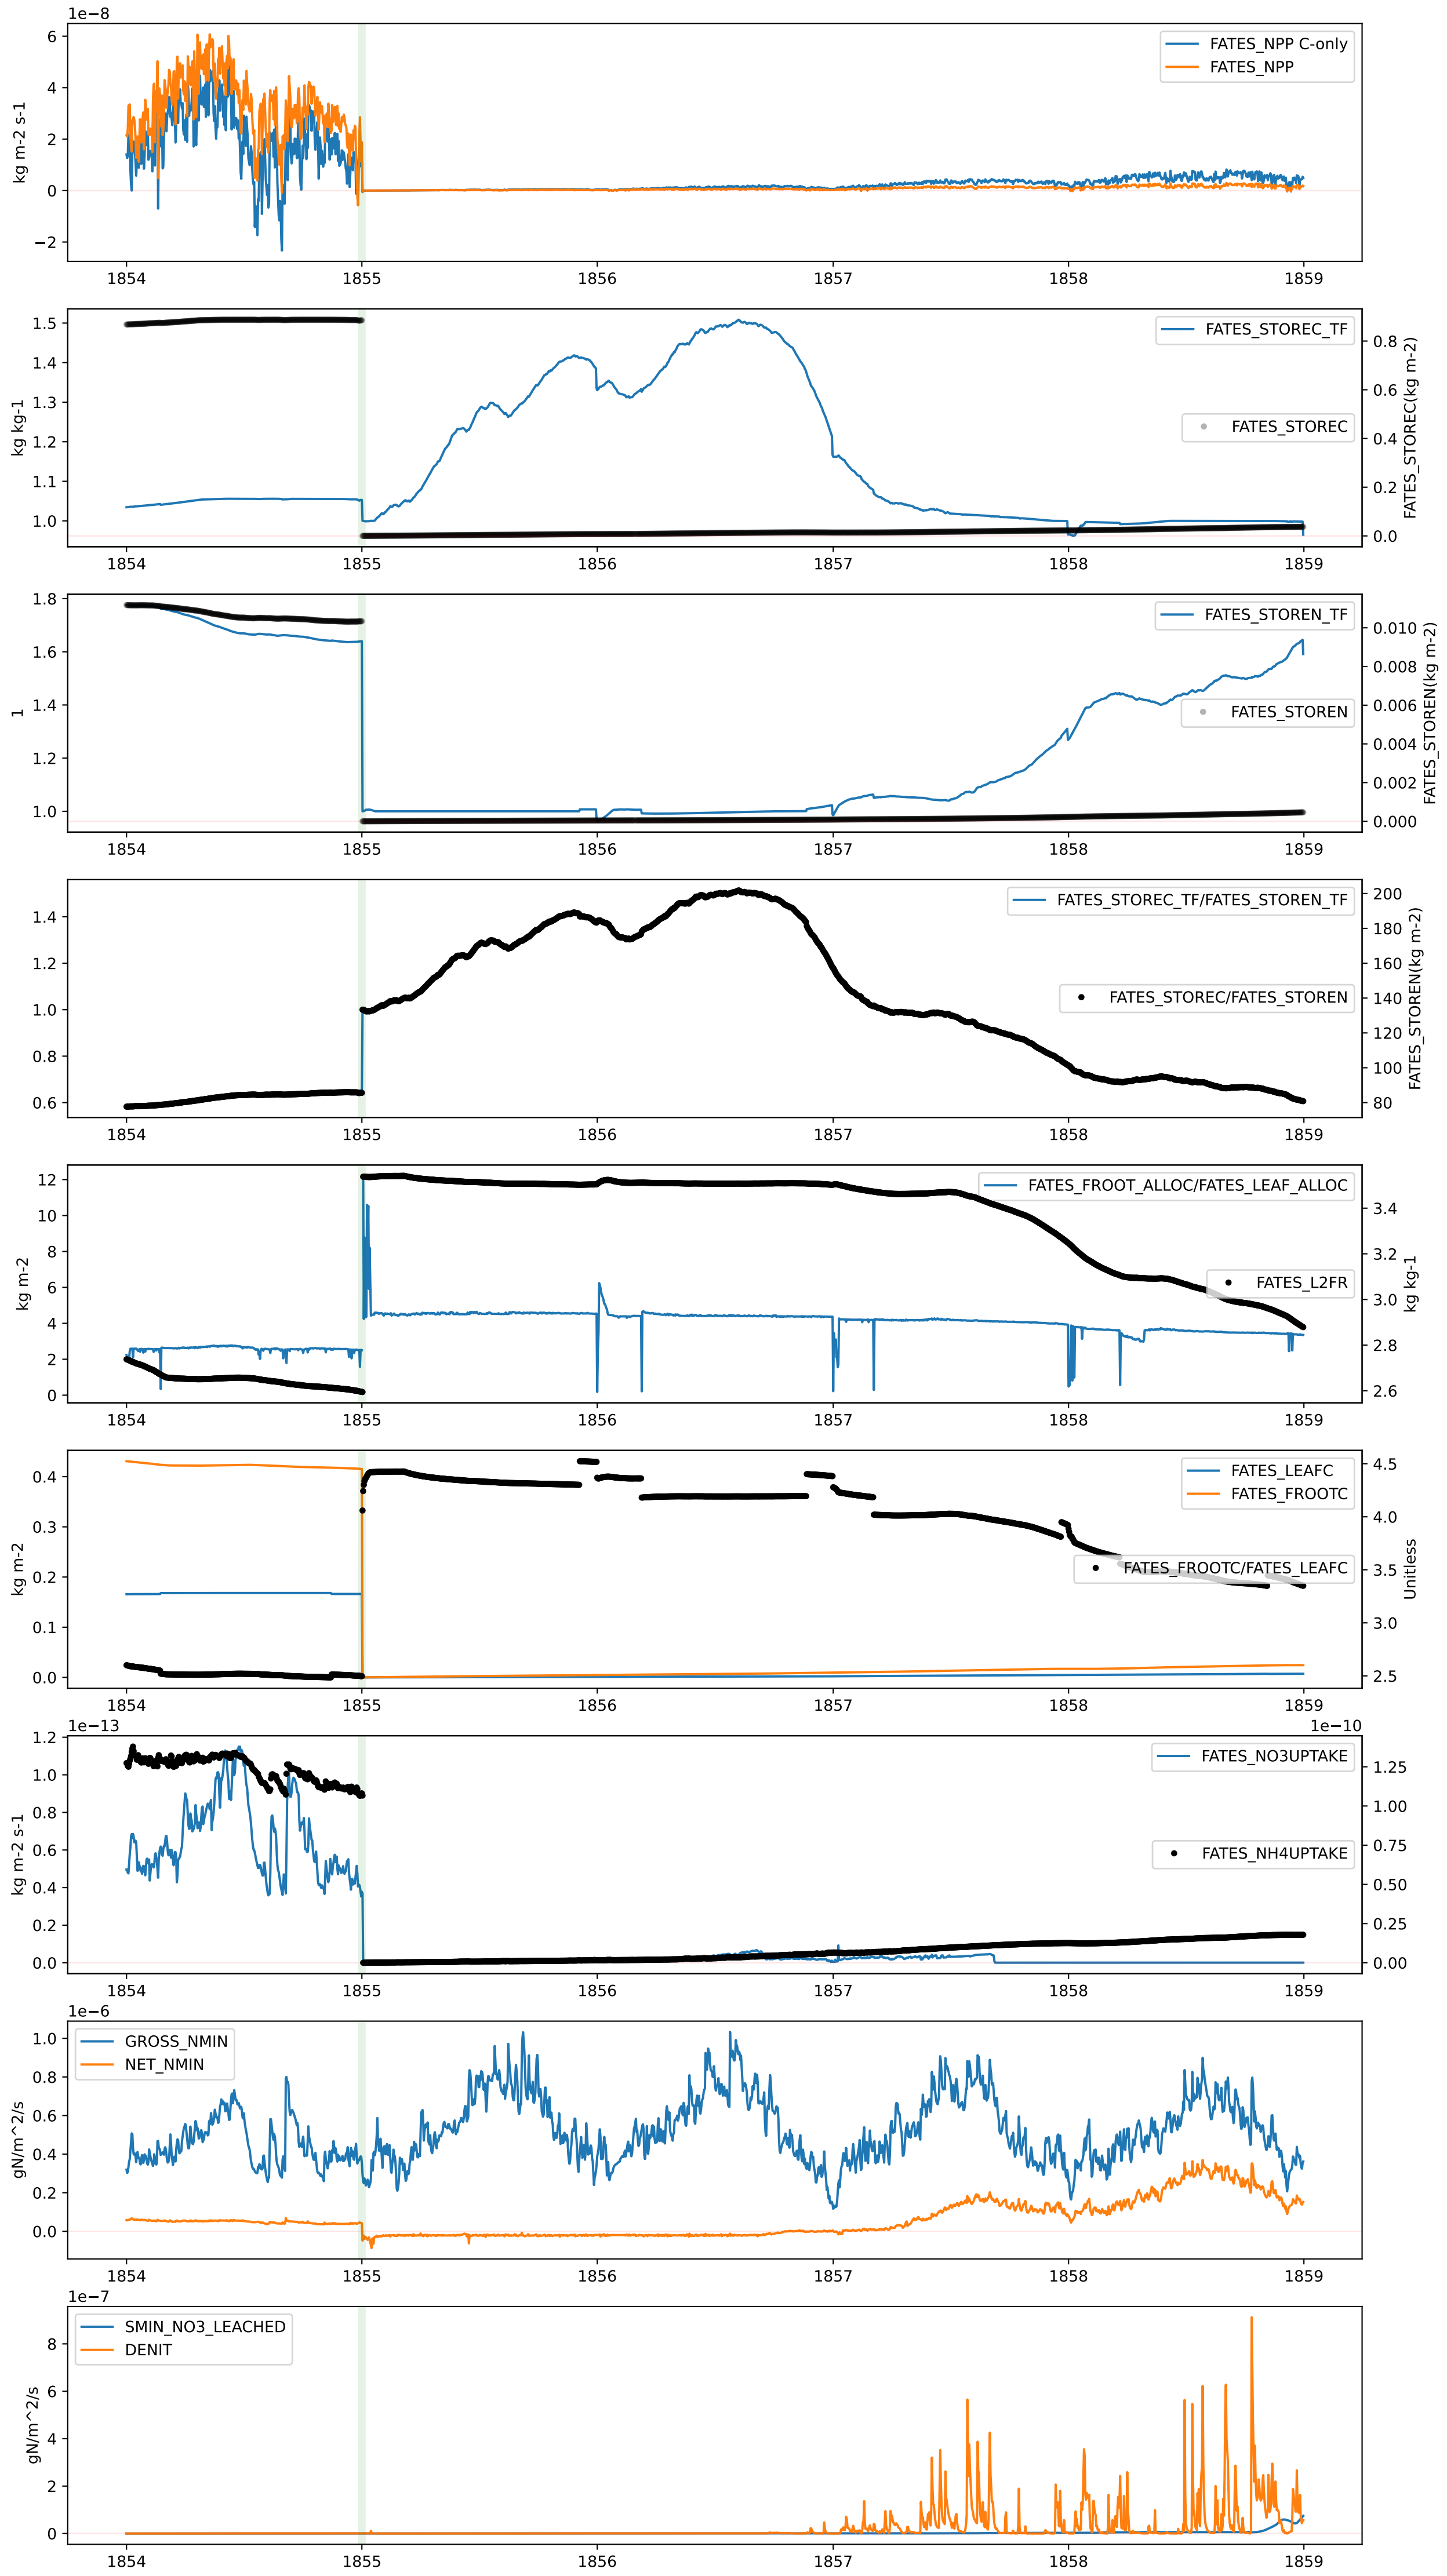 1e−8
6
4
2
0
−2
kg m-2 s-1
FATES_NPP C-only
FATES_NPP
1854 1855 1856 1857 1858 1859
1.5
1.4
1.3
1.2
1.1
1.0
kg kg-1
FATES_STOREC_TF
FATES_STOREC
0.8
0.6
0.4
0.2
0.0
FATES_STOREC(kg m-2)
1854 1855 1856 1857 1858 1859
1.8
1.6
1.4
1.2
1.0
1
FATES_STOREN_TF
FATES_STOREN
0.010
0.008
0.006
0.004
0.002
0.000
FATES_STOREN(kg m-2)
1854 1855 1856 1857 1858 1859
1.4
1.2
1.0
0.8
0.6
FATES_STOREC_TF/FATES_STOREN_TF
FATES_STOREC/FATES_STOREN
200
180
160
140
120
100
80
FATES_STOREN(kg m-2)
1854 1855 1856 1857 1858 1859
12
10
8
6
4
2
0
kg m-2
FATES_FROOT_ALLOC/FATES_LEAF_ALLOC
FATES_L2FR
3.4
3.2
3.0
2.8
2.6
kg kg-1
1854 1855 1856 1857 1858 1859
0.4
0.3
0.2
0.1
0.0
kg m-2
FATES_LEAFC
FATES_FROOTC
FATES_FROOTC/FATES_LEAFC
4.5
4.0
3.5
3.0
2.5
Unitless
1854 1855 1856 1857 1858 1859
1e−13
1e−10
1.2
1.0
0.8
0.6
0.4
0.2
0.0
kg m-2 s-1
FATES_NO3UPTAKE
FATES_NH4UPTAKE
1.25
1.00
0.75
0.50
0.25
0.00
1854 1855 1856 1857 1858 1859
1e−6
1.0
0.8
0.6
0.4
0.2
0.0
gN/m^2/s
GROSS_NMIN
NET_NMIN
1854 1855 1856 1857 1858 1859
1e−7
8
6
4
2
0
gN/m^2/s
SMIN_NO3_LEACHED
DENIT
1854 1855 1856 1857 1858 1859